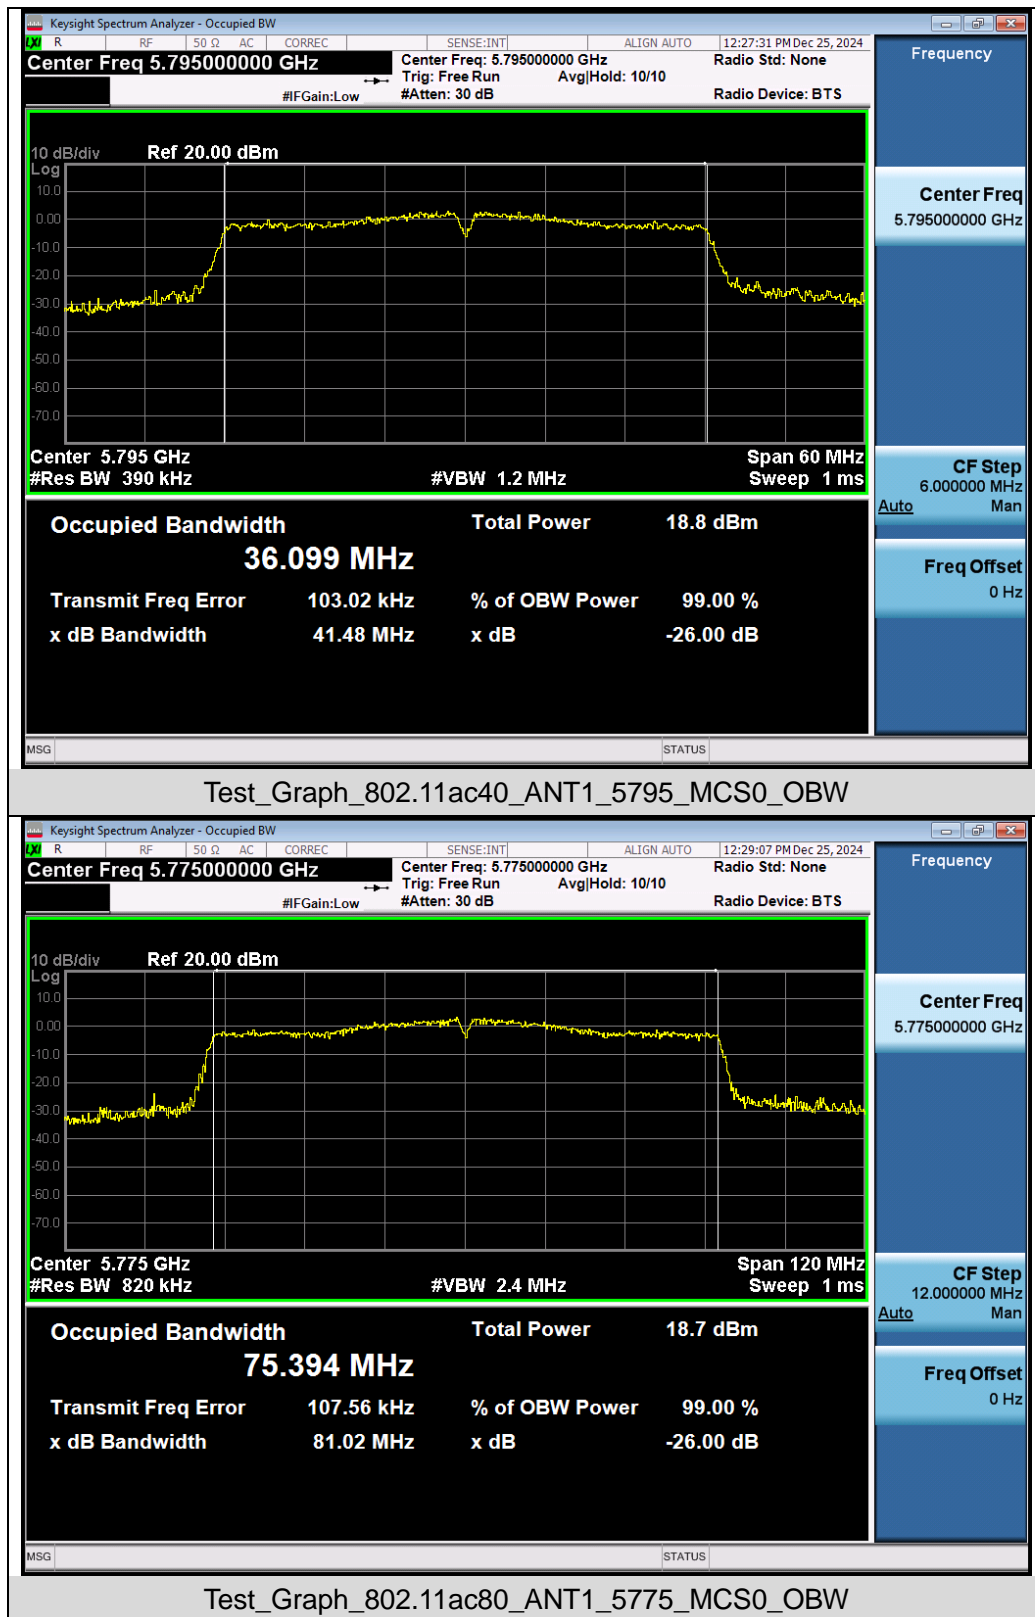 Keysight Spectrum Analyzer - Occupied BW
LXI R RF 50 Ω AC CORREC SENSE:INT ALIGN AUTO 12:27:31 PM Dec 25, 2024
Center Freq 5.795000000 GHz Center Freq: 5.795000000 GHz Radio Std: None Frequency
Trig: Free Run Avg|Hold: 10/10
#IFGain:Low #Atten: 30 dB Radio Device: BTS
10 dB/div Ref 20.00 dBm
Log
10.0
0.00
-10.0
-20.0
-30.0
-40.0
-50.0
-60.0
-70.0
Center Freq
5.795000000 GHz
Center 5.795 GHz Span 60 MHz
#Res BW 390 kHz #VBW 1.2 MHz Sweep 1 ms
CF Step
6.000000 MHz
Auto Man
Occupied Bandwidth Total Power 18.8 dBm
36.099 MHz
Transmit Freq Error 103.02 kHz % of OBW Power 99.00 %
x dB Bandwidth 41.48 MHz x dB -26.00 dB
Freq Offset
0 Hz
MSG STATUS
Test_Graph_802.11ac40_ANT1_5795_MCS0_OBW
Keysight Spectrum Analyzer - Occupied BW
LXI R RF 50 Ω AC CORREC SENSE:INT ALIGN AUTO 12:29:07 PM Dec 25, 2024
Center Freq 5.775000000 GHz Center Freq: 5.775000000 GHz Radio Std: None Frequency
Trig: Free Run Avg|Hold: 10/10
#IFGain:Low #Atten: 30 dB Radio Device: BTS
10 dB/div Ref 20.00 dBm
Log
10.0
0.00
-10.0
-20.0
-30.0
-40.0
-50.0
-60.0
-70.0
Center Freq
5.775000000 GHz
Center 5.775 GHz Span 120 MHz
#Res BW 820 kHz #VBW 2.4 MHz Sweep 1 ms
CF Step
12.000000 MHz
Auto Man
Occupied Bandwidth Total Power 18.7 dBm
75.394 MHz
Transmit Freq Error 107.56 kHz % of OBW Power 99.00 %
x dB Bandwidth 81.02 MHz x dB -26.00 dB
Freq Offset
0 Hz
MSG STATUS
Test_Graph_802.11ac80_ANT1_5775_MCS0_OBW